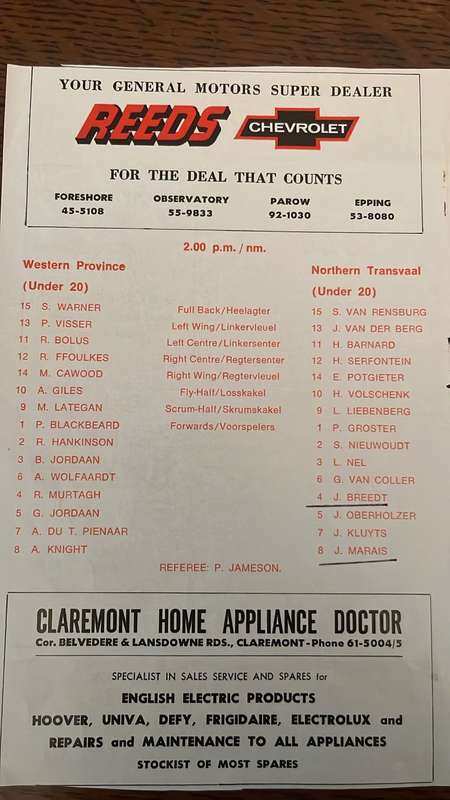 YOUR GENERAL MOTORS SUPER DEALER
REEDS CHEVROLET
FOR THE DEAL THAT COUNTS
FORESHORE OBSERVATORY PAROW EPPING
45-5108 55-9833 92-1030 53-8080
2.00 p.m. / nm.
Western Province Northern Transvaal
(Under 20) (Under 20)
15 S. WARNER Full Back/Heelagter 15 S. VAN RENSBURG
13 P. VISSER Left Wing/Linkervleuel 13 J. VAN DER BERG
11 R. BOLUS Left Centre/Linkersenter 11 H. BARNARD
12 R. FFOULKES Right Centre/Regtersenter 12 H. SERFONTEIN
14 M. CAWOOD Right Wing/Regtervleuel 14 E. POTGIETER
10 A. GILES Fly-Half/Losskakel 10 H. VOLSCHENK
9 M. LATEGAN Scrum-Half/Skrumskakel 9 L. LIEBENBERG
1 P. BLACKBEARD Forwards/Voorspelers 1 P. GROSTER
2 R. HANKINSON 2 S. NIEUWOUDT
3 B. JORDAAN 3 L. NEL
6 A. WOLFAARDT 6 G. VAN COLLER
4 R. MURTAGH 4 J. BREEDT
5 G. JORDAAN 5 J. OBERHOLZER
7 A. DU T. PIENAAR 7 J. KLUYTS
8 A. KNIGHT 8 J. MARAIS
REFEREE: P. JAMESON.
CLAREMONT HOME APPLIANCE DOCTOR
Cor. BELVEDERE & LANSDOWNE RDS., CLAREMONT-Phone 61-5004/5
SPECIALIST IN SALES SERVICE AND SPARES for
ENGLISH ELECTRIC PRODUCTS
HOOVER, UNIVA, DEFY, FRIGIDAIRE, ELECTROLUX and
REPAIRS and MAINTENANCE TO ALL APPLIANCES
STOCKIST OF MOST SPARES